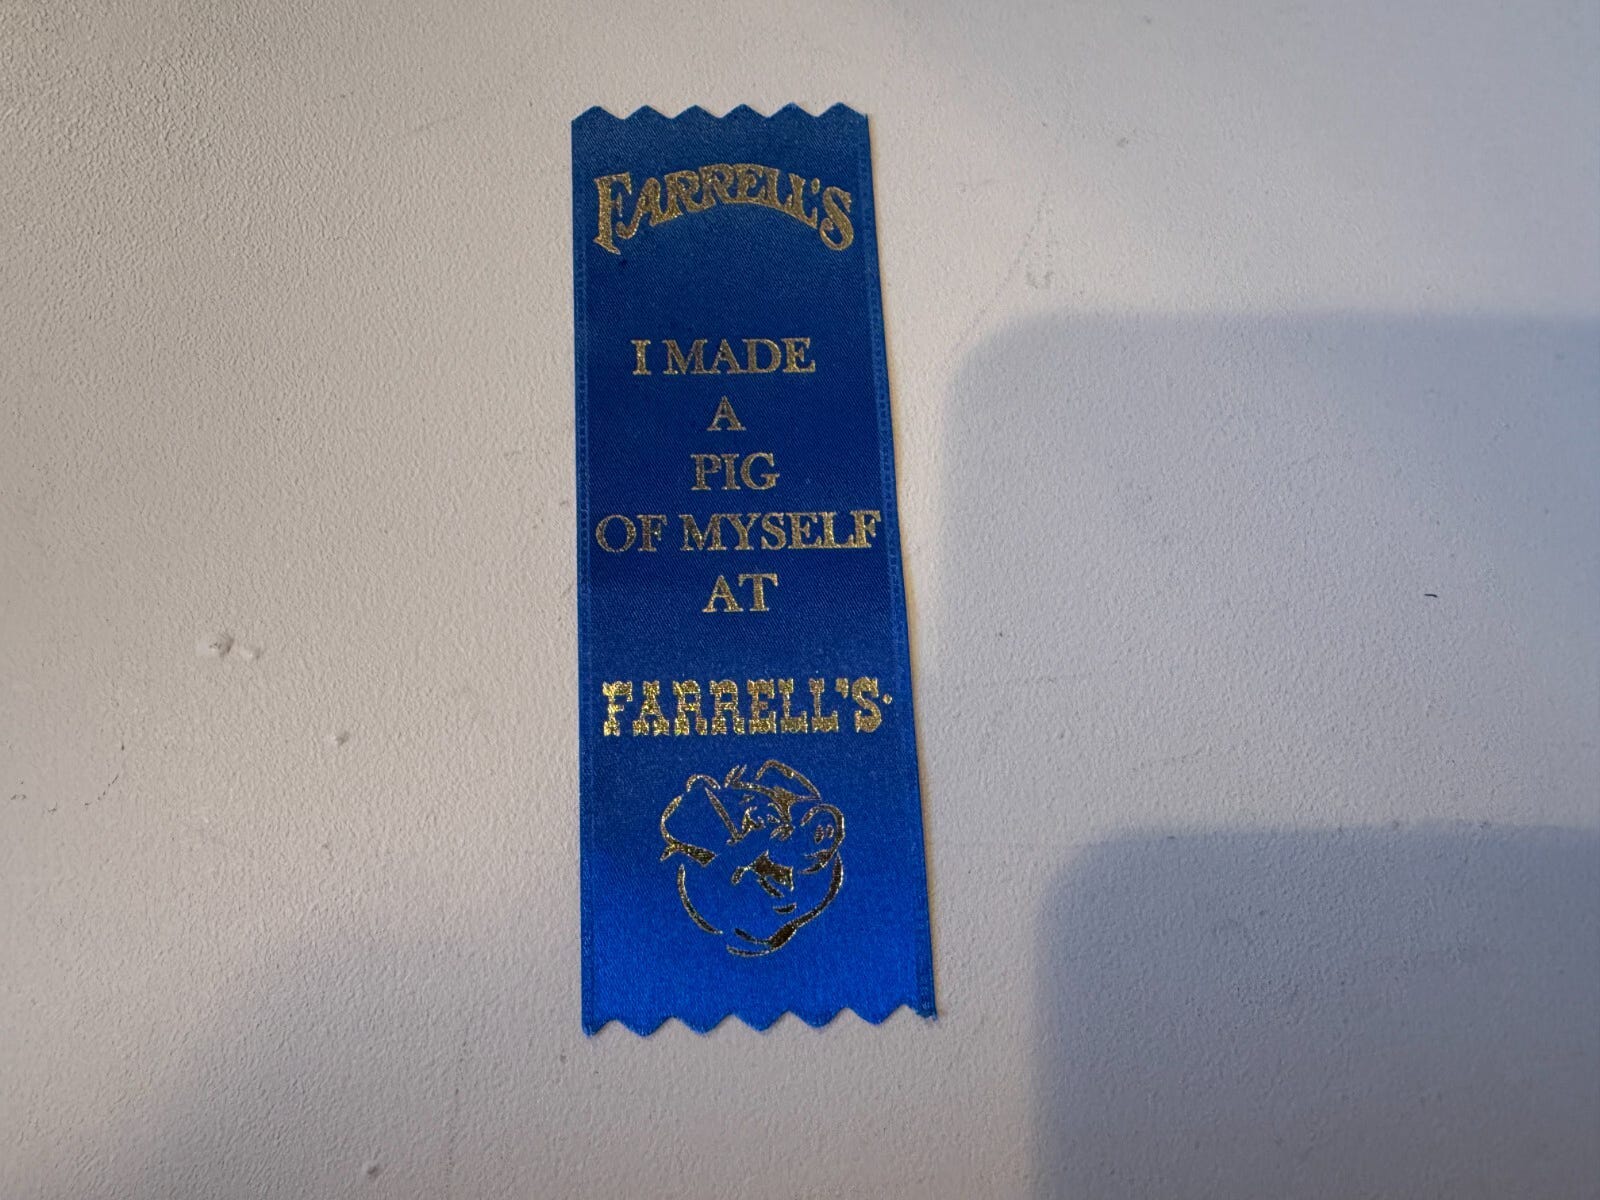 FARRELL'S
I MADE
A
PIG
OF MYSELF
AT
FARRELL'S